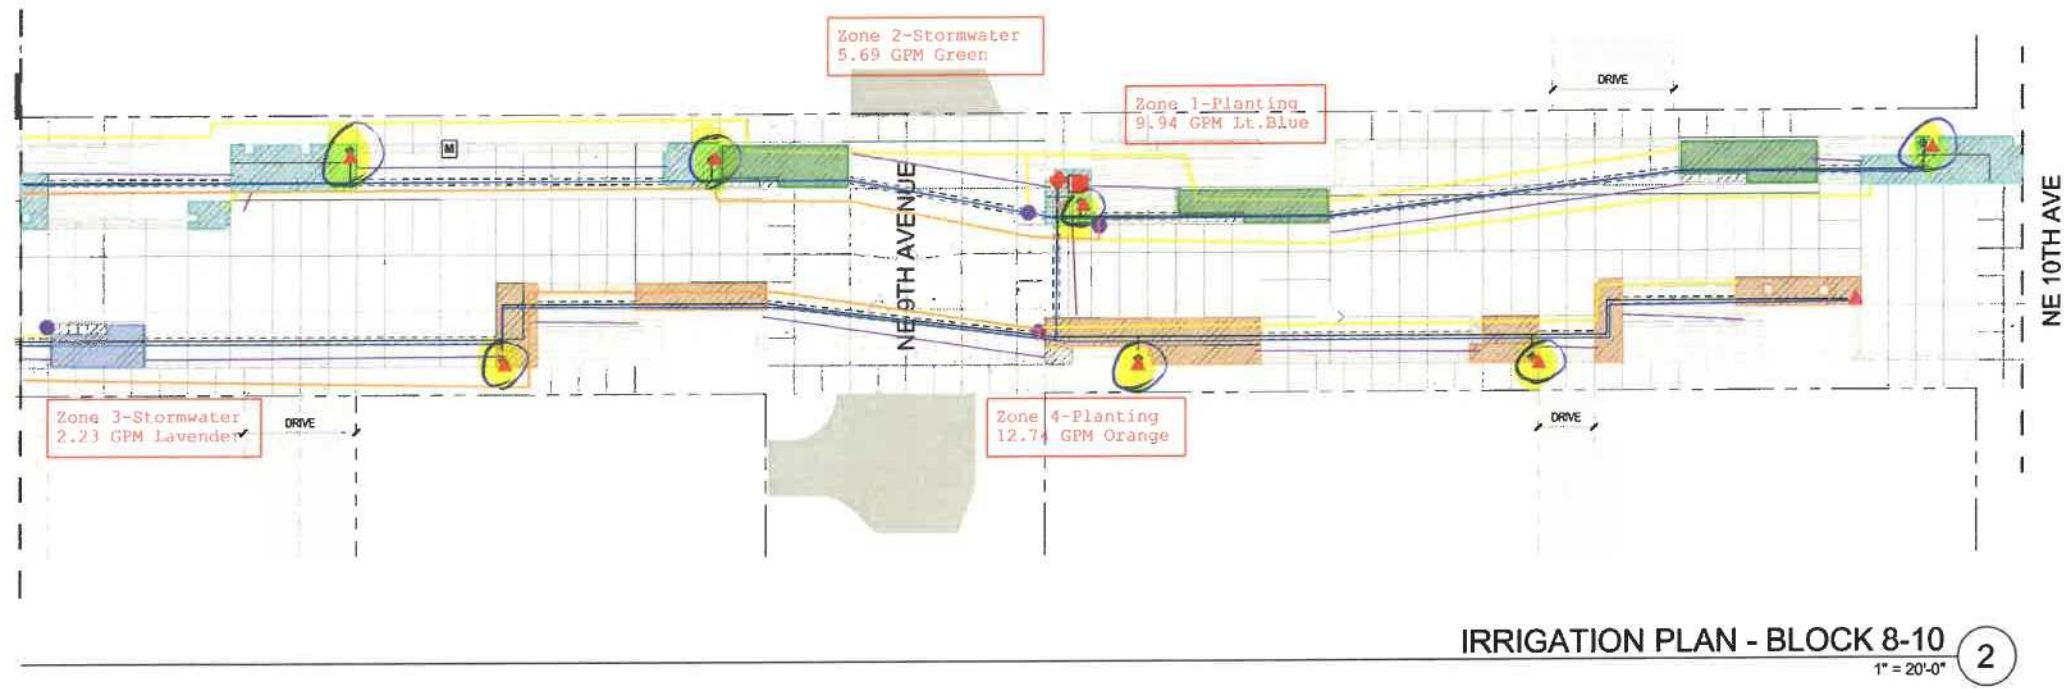 Zone 2-Stormwater
5.69 GPM Green
Zone 1-Planting
9.94 GPM Lt.Blue
DRIVE
M
NE 9TH AVENUE
NE 10TH AVE
Zone 3-Stormwater
2.23 GPM Lavender
DRIVE
Zone 4-Planting
12.74 GPM Orange
DRIVE
IRRIGATION PLAN - BLOCK 8-10
1" = 20'-0"
2